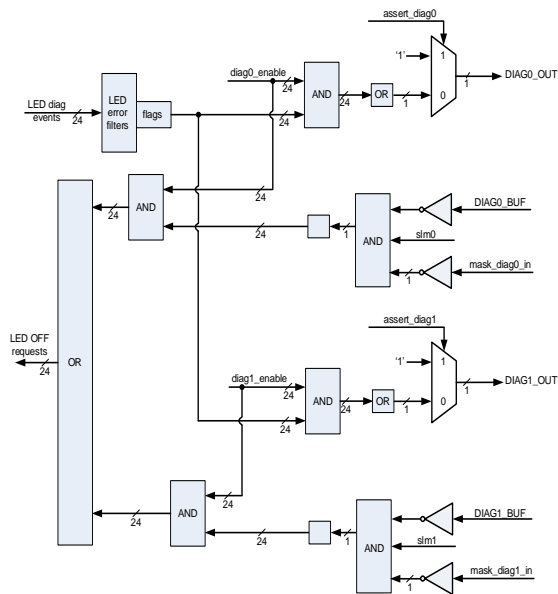 assert_diag0
'1'
1
0
1
DIAG0_OUT
diag0_enable
24
AND
24
OR
1
LED diag
events
24
LED
error
filters
flags
24
24
24
AND
24
24
1
AND
DIAG0_BUF
slm0
mask_diag0_in
1
assert_diag1
'1'
1
0
1
DIAG1_OUT
LED OFF
requests
24
OR
diag1_enable
24
AND
24
OR
1
24
24
AND
24
24
1
AND
DIAG1_BUF
slm1
mask_diag1_in
1